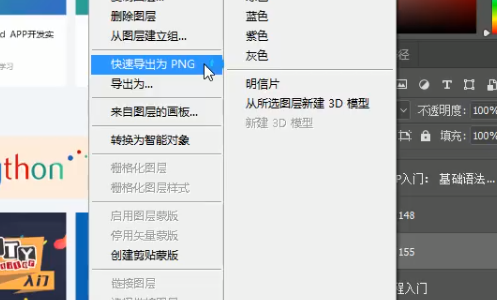 d APP开发实
学习
thon
TY
入门
删除图层
从图层建立组...
快速导出为 PNG
导出为...
来自图层的画板...
转换为智能对象
栅格化图层
栅格化图层样式
启用图层蒙版
停用矢量蒙版
创建剪贴蒙版
链接图层
蓝色
紫色
灰色
明信片
从所选图层新建 3D 模型
新建 3D 模型
径
T
不透明度: 100%
填充: 100%
P入门: 基础语法...
148
155
程入门